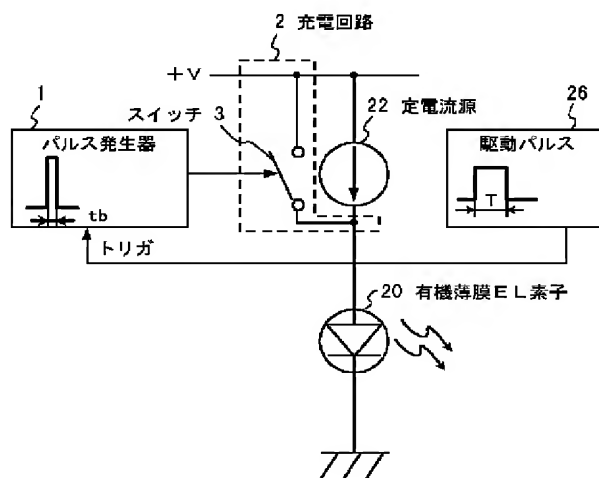 2 充電回路
+V
1
スイッチ 3
22 定電流源
26
パルス発生器
駆動パルス
tb
T
トリガ
20 有機薄膜EL素子